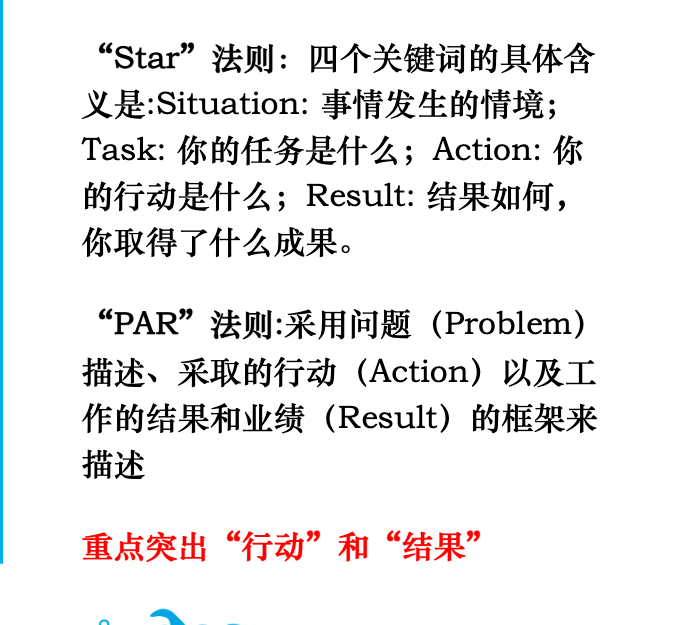 “Star”法则：四个关键词的具体含
义是:Situation: 事情发生的情境；
Task: 你的任务是什么；Action: 你
的行动是什么；Result: 结果如何，
你取得了什么成果。
“PAR”法则:采用问题（Problem）
描述、采取的行动（Action）以及工
作的结果和业绩（Result）的框架来
描述
重点突出“行动”和“结果”